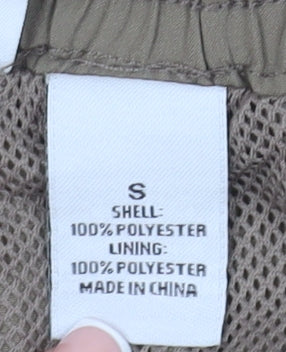 S
SHELL:
100% POLYESTER
LINING:
100% POLYESTER
MADE IN CHINA